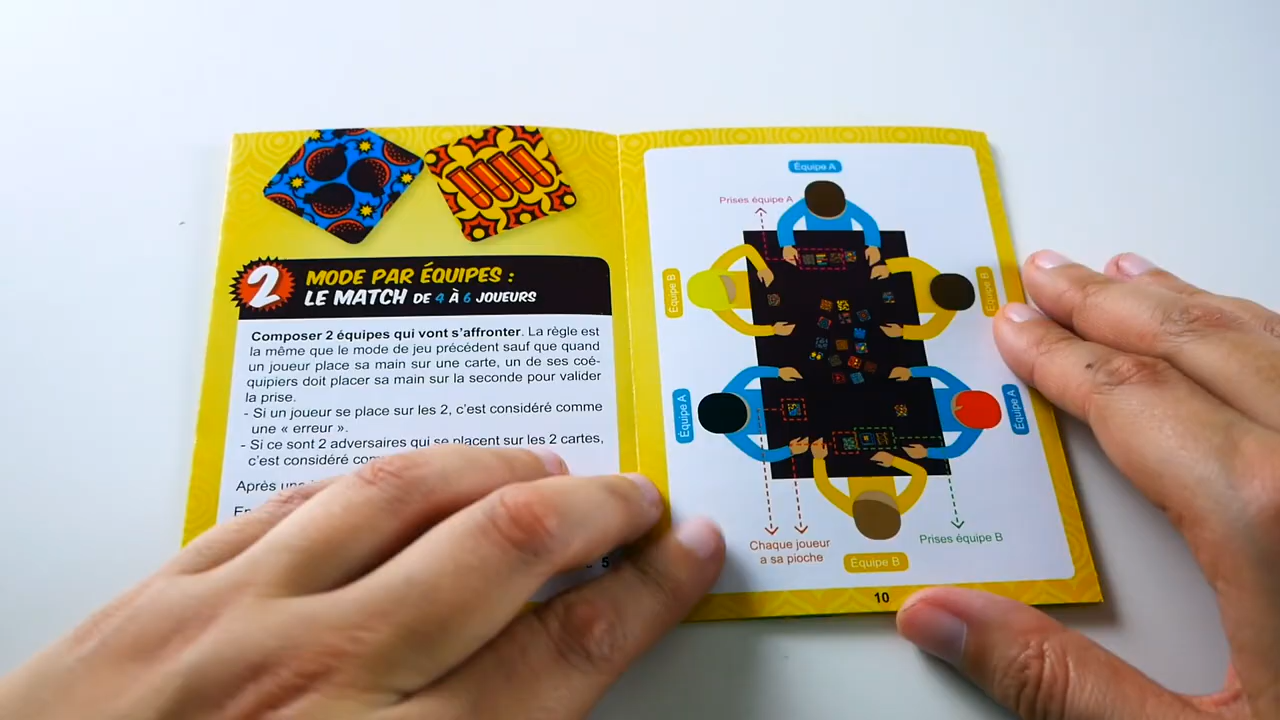 2
MODE PAR ÉQUIPES :
LE MATCH DE 4 À 6 JOUEURS
Composer 2 équipes qui vont s'affronter. La règle est
la même que le mode de jeu précédent sauf que quand
un joueur place sa main sur une carte, un de ses coé-
quipiers doit placer sa main sur la seconde pour valider
la prise.
- Si un joueur se place sur les 2, c'est considéré comme
une « erreur ».
- Si ce sont 2 adversaires qui se placent sur les 2 cartes,
c'est considéré
Après
5
Équipe A
Prises équipe A
Équipe B
Équipe B
Équipe A
Équipe A
Chaque joueur
a sa pioche
Prises équipe B
Équipe B
10